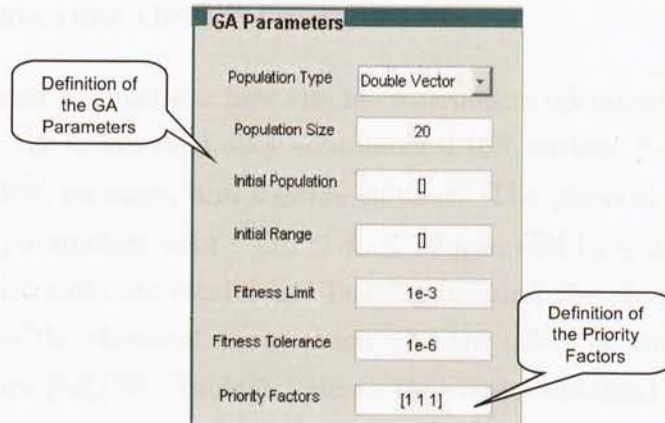 GA Parameters
Definition of
the GA
Parameters
Population Type Double Vector
Population Size 20
Initial Population []
Initial Range []
Fitness Limit 1e-3
Fitness Tolerance 1e-6
Priority Factors [1 1 1]
Definition of
the Priority
Factors